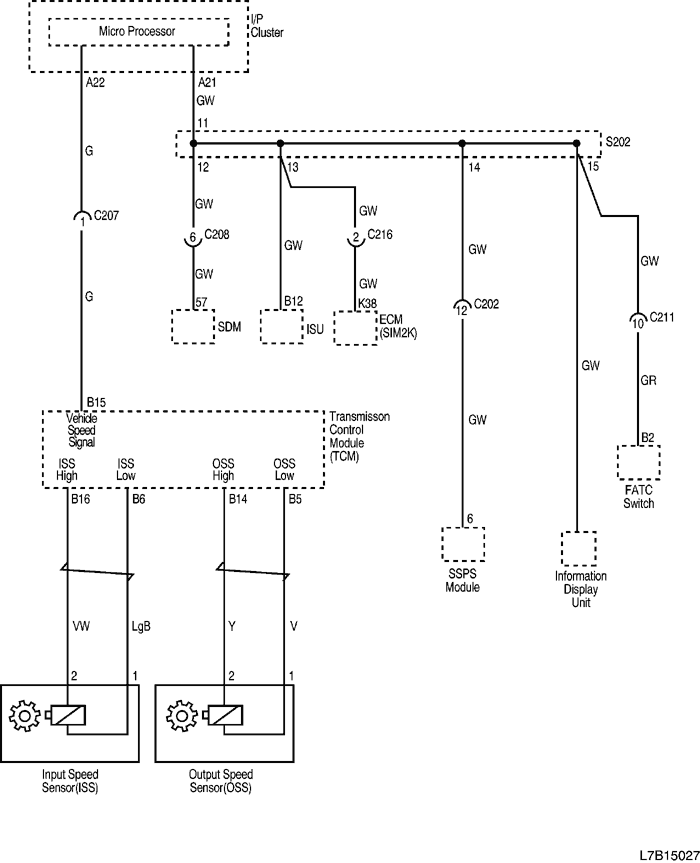 I/P
Cluster
Micro Processor
A22
A21
GW
11
S202
12
13
14
15
G
C207
1
GW
GW
GW
6
C208
2
C216
GW
GW
GW
GW
G
57
B12
K38
12
C202
10
C211
SDM
ISU
ECM
(SIM2K)
GW
GR
B15
Vehicle
Speed
Signal
Transmisson
Control
Module
(TCM)
GW
B2
ISS
High
ISS
Low
OSS
High
OSS
Low
FATC
Switch
B16
B6
B14
B5
6
SSPS
Module
Information
Display
Unit
VW
LgB
Y
V
2
1
2
1
Input Speed
Sensor(ISS)
Output Speed
Sensor(OSS)
L7B15027